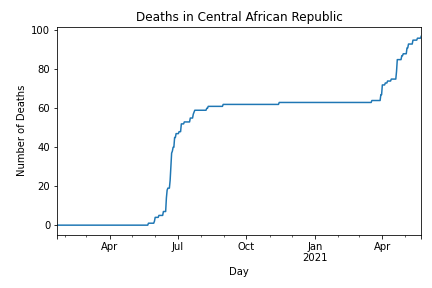 Deaths in Central African Republic
100
80
60
40
20
0
Number of Deaths
Apr Jul Oct Jan Apr
2021
Day